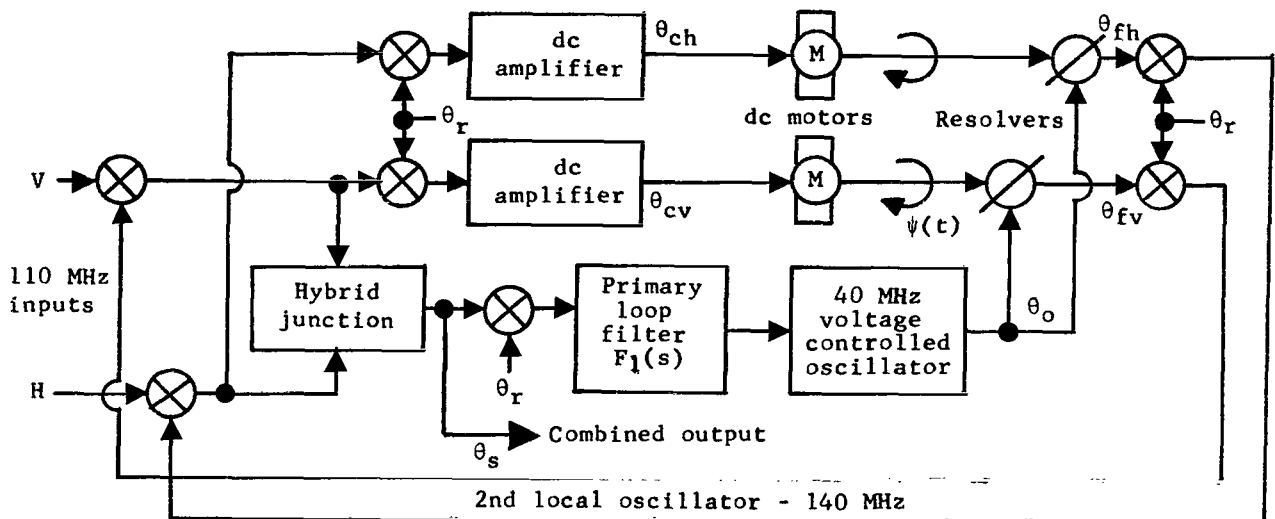 dc
amplifier
θch
M
θfh
θr
dc motors
Resolvers
θr
V
dc
amplifier
θcv
M
ψ(t)
θfv
110 MHz
inputs
Hybrid
junction
Primary
loop
filter
F1(s)
40 MHz
voltage
controlled
oscillator
θo
H
θr
θs
Combined output
2nd local oscillator - 140 MHz